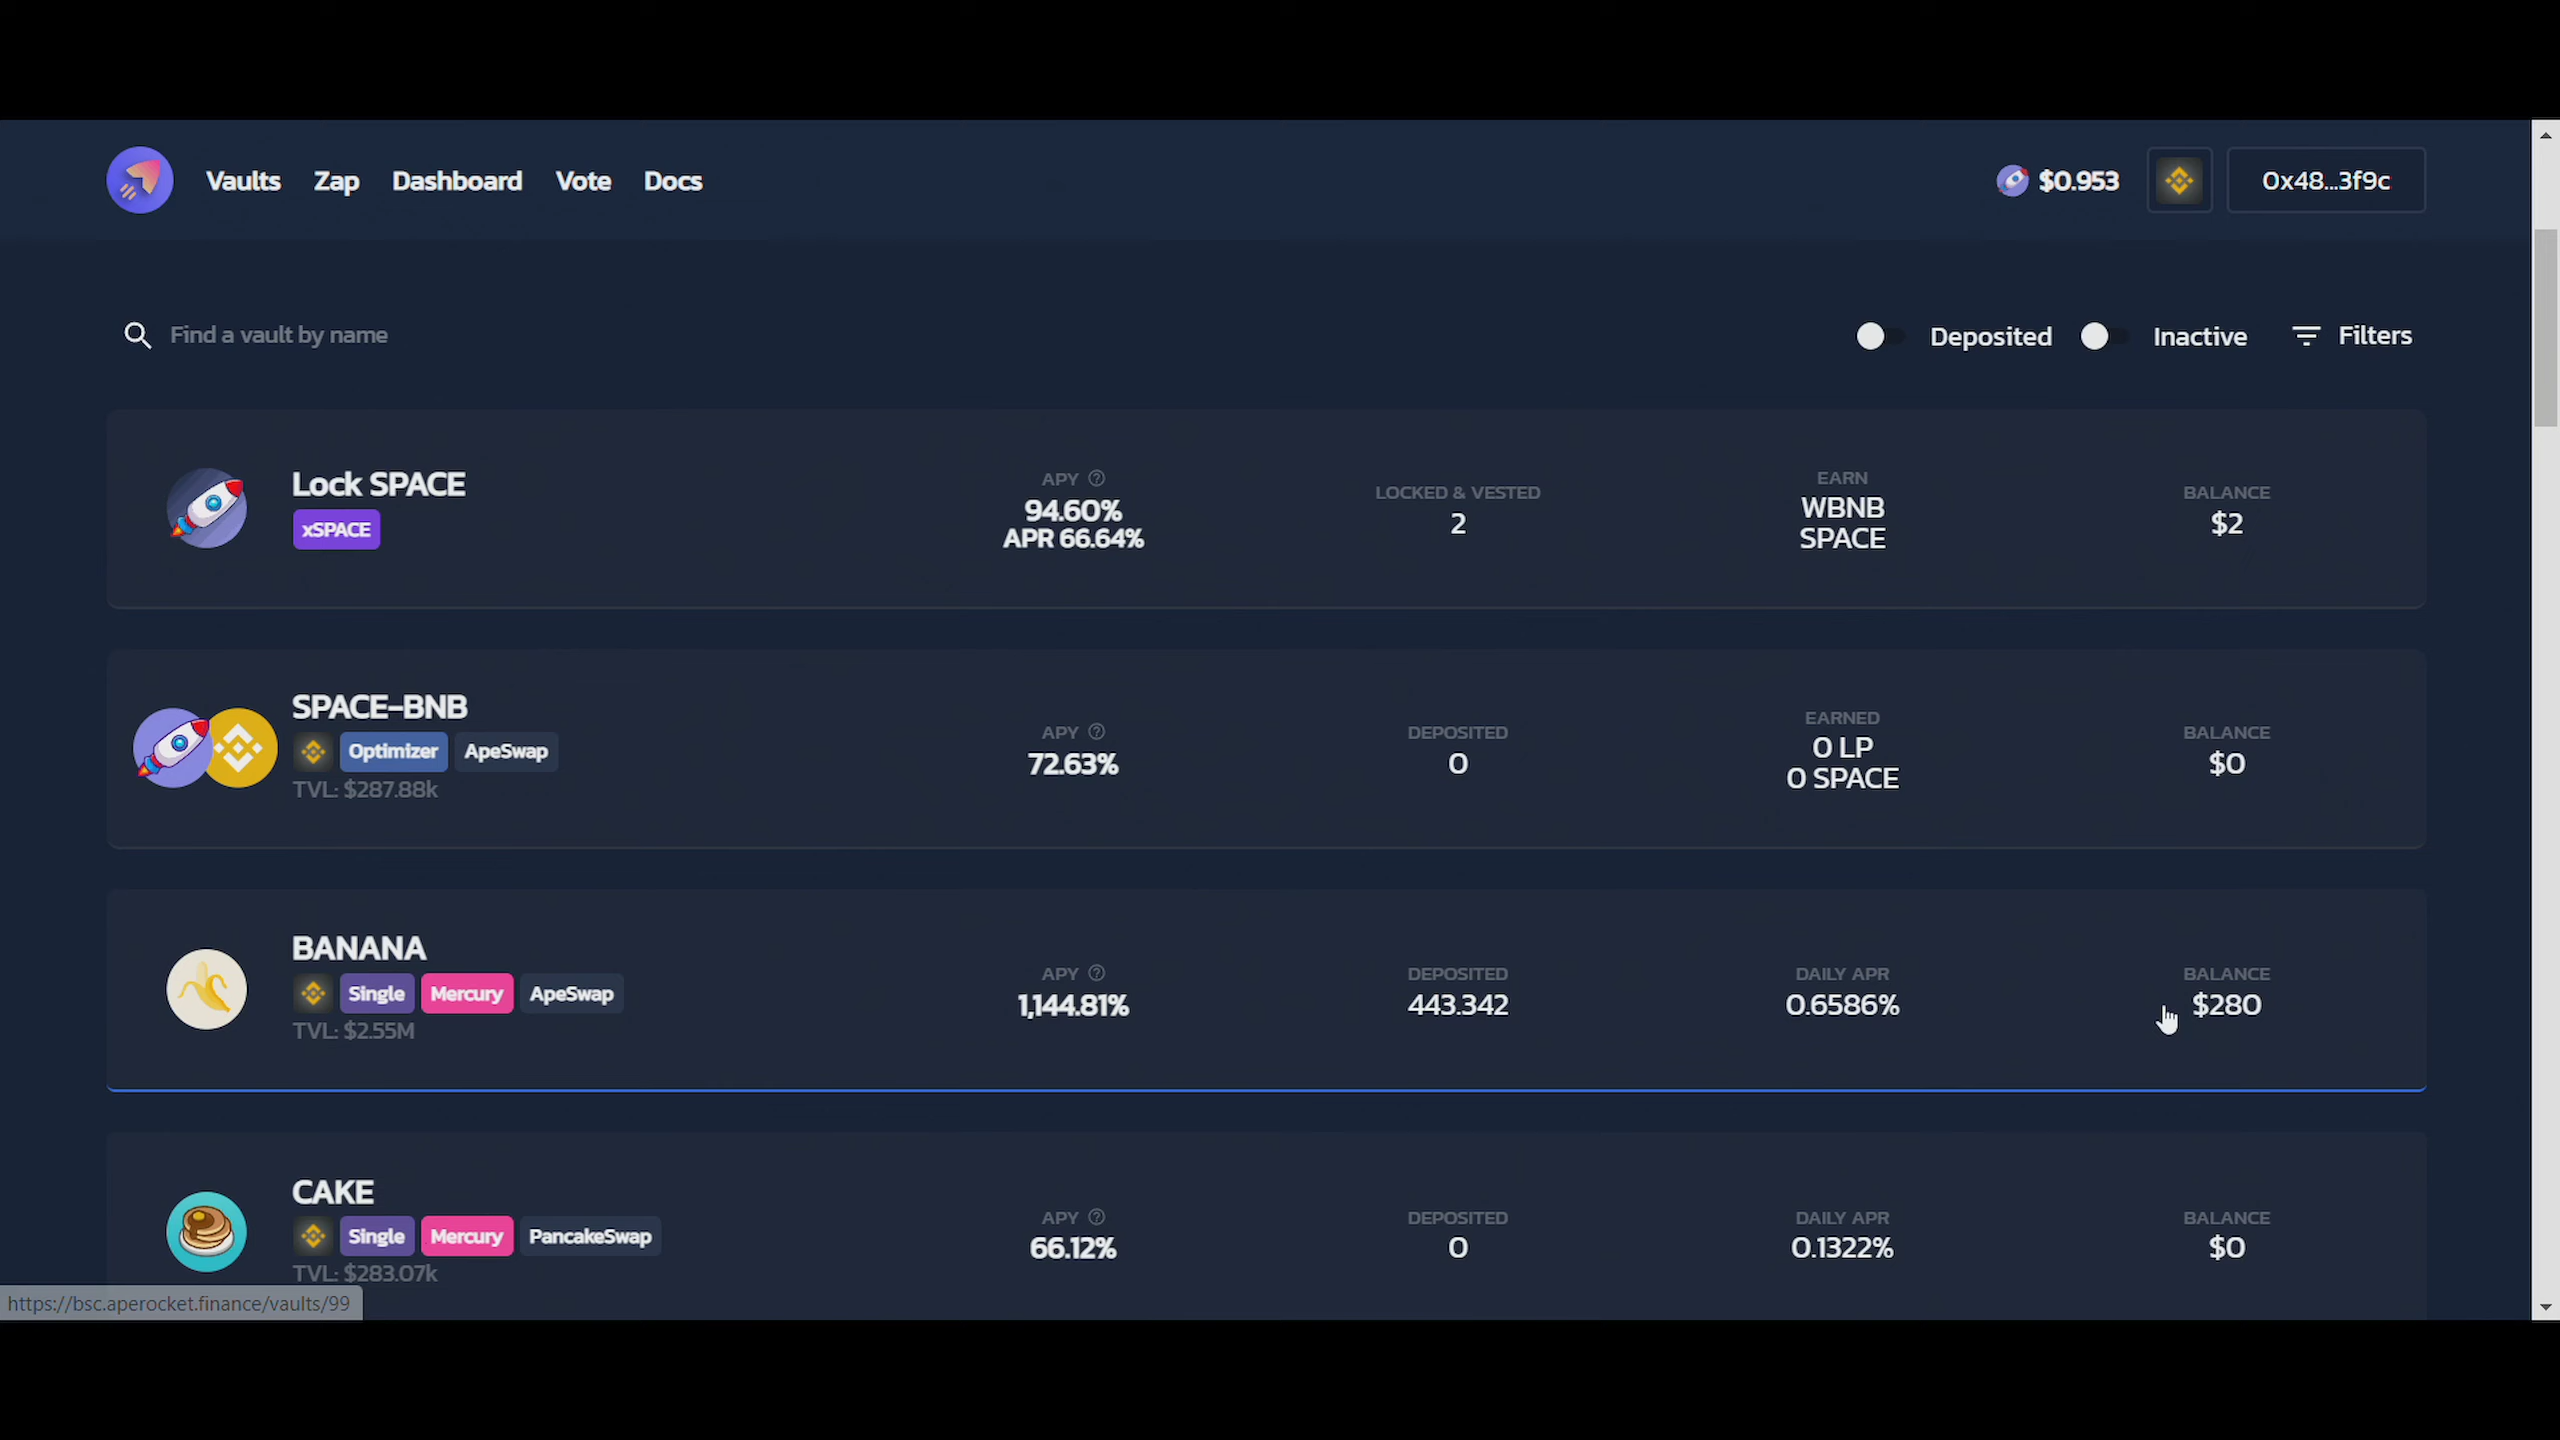 Vaults Zap Dashboard Vote Docs $0.953 0x48...3f9c
Find a vault by name Deposited Inactive Filters
Lock SPACE
xSPACE
APY
94.60%
APR 66.64%
LOCKED & VESTED
2
EARN
WBNB
SPACE
BALANCE
$2
SPACE-BNB
Optimizer ApeSwap
TVL: $287.88k
APY
72.63%
DEPOSITED
0
EARNED
0 LP
0 SPACE
BALANCE
$0
BANANA
Single Mercury ApeSwap
TVL: $2.55M
APY
1,144.81%
DEPOSITED
443.342
DAILY APR
0.6586%
BALANCE
$280
CAKE
Single Mercury PancakeSwap
TVL: $283.07k
APY
66.12%
DEPOSITED
0
DAILY APR
0.1322%
BALANCE
$0
https://bsc.aperocket.finance/vaults/99